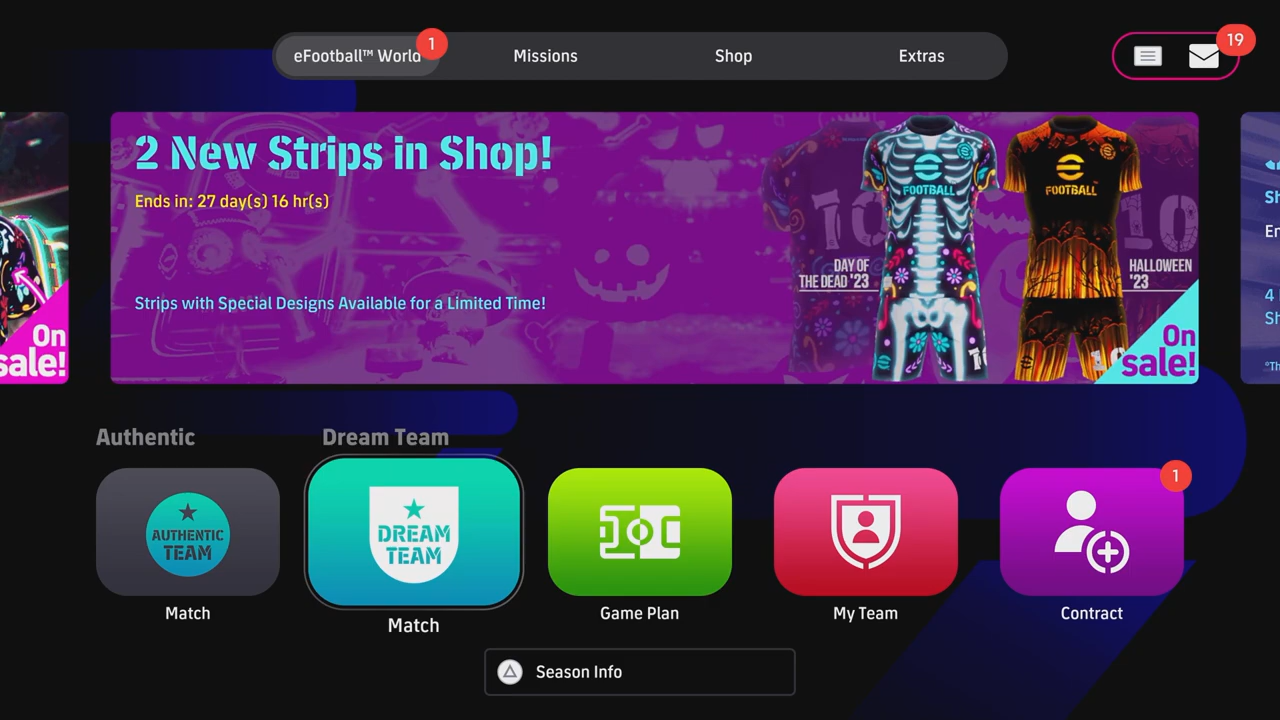 eFootball™ World
1
Missions
Shop
Extras
19
2 New Strips in Shop!
Ends in: 27 day(s) 16 hr(s)
Strips with Special Designs Available for a Limited Time!
FOOTBALL
FOOTBALL
10
10
DAY OF
THE DEAD '23
HALLOWEEN
'23
On
sale!
On
sale!
Authentic
Dream Team
AUTHENTIC
TEAM
DREAM
TEAM
1
Match
Match
Game Plan
My Team
Contract
Season Info